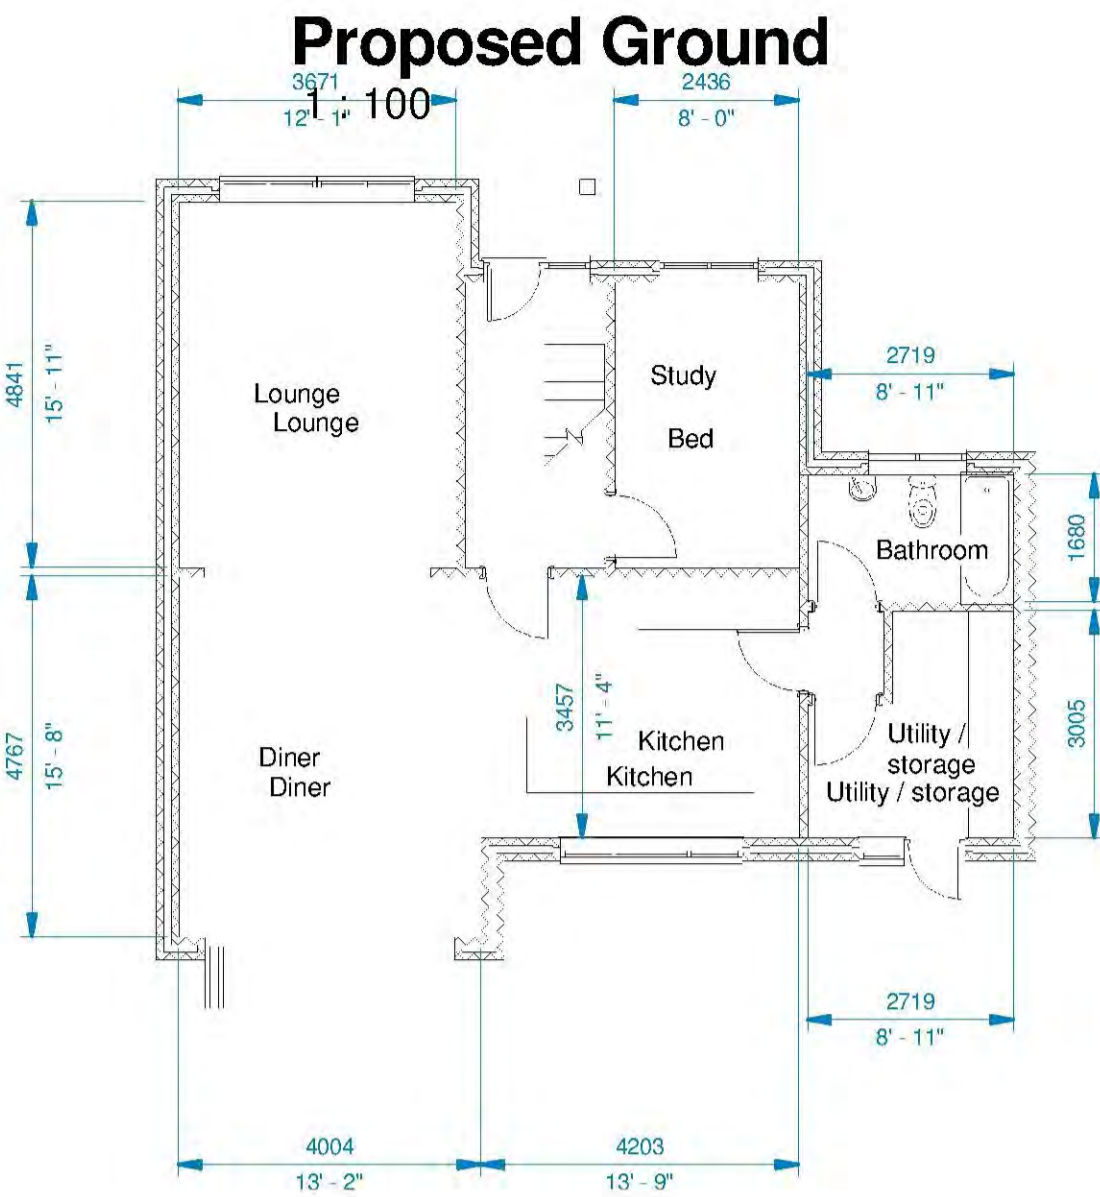 Proposed Ground
3671
1 : 100
12' - 1"
2436
8' - 0"
4841
15' - 11"
Lounge
Lounge
Study
Bed
2719
8' - 11"
Bathroom
1680
4767
15' - 8"
Diner
Diner
3457
11' - 4"
Kitchen
Kitchen
Utility /
storage
Utility / storage
3005
2719
8' - 11"
4004
13' - 2"
4203
13' - 9"